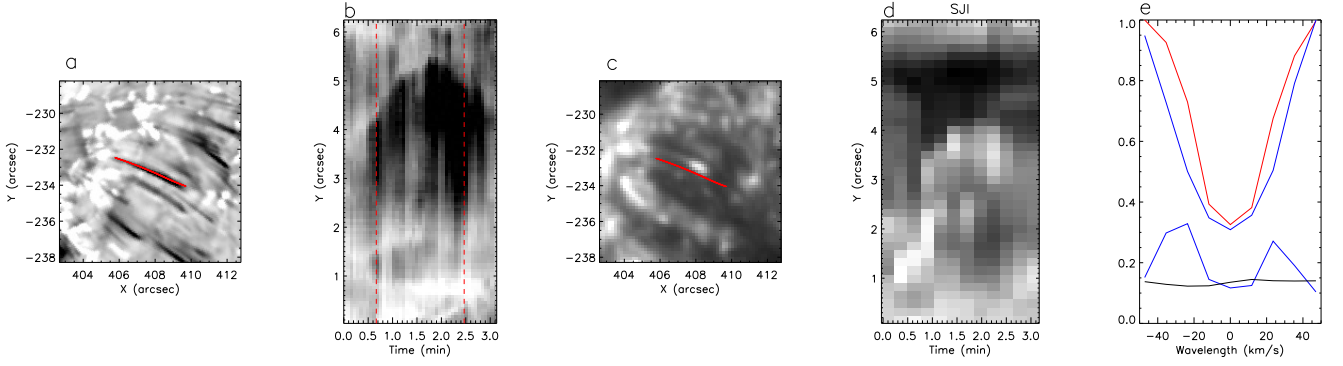 a
-230
-232
-234
-236
-238
Y (arcsec)
404 406 408 410 412
X (arcsec)
b
6
5
4
3
2
1
Y (arcsec)
0.0 0.5 1.0 1.5 2.0 2.5 3.0
Time (min)
c
-230
-232
-234
-236
-238
Y (arcsec)
404 406 408 410 412
X (arcsec)
d SJI
6
5
4
3
2
1
Y (arcsec)
0.0 0.5 1.0 1.5 2.0 2.5 3.0
Time (min)
e
1.0
0.8
0.6
0.4
0.2
0.0
-40 -20 0 20 40
Wavelength (km/s)